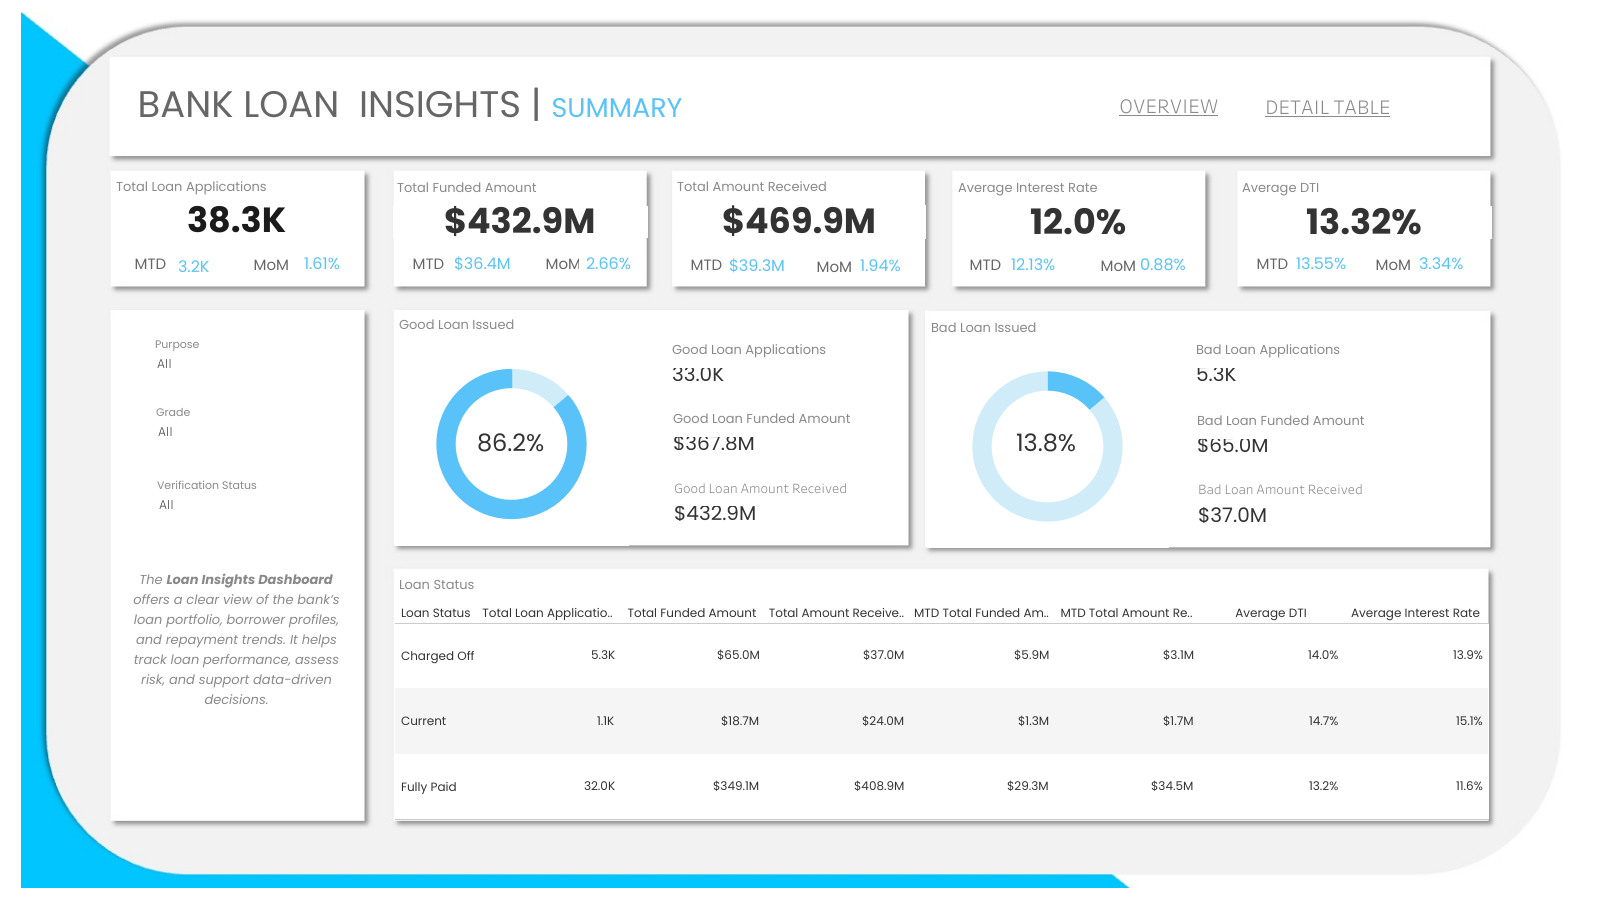 BANK LOAN  INSIGHTS | SUMMARY
OVERVIEW
DETAIL TABLE
Total Loan Applications
38.3K
MTD 3.2K MoM 1.61%
Total Funded Amount
$432.9M
MTD $36.4M MoM 2.66%
Total Amount Received
$469.9M
MTD $39.3M MoM 1.94%
Average Interest Rate
12.0%
MTD 12.13% MoM 0.88%
Average DTI
13.32%
MTD 13.55% MoM 3.34%
Purpose
All
Grade
All
Verification Status
All
The Loan Insights Dashboard
offers a clear view of the bank’s
loan portfolio, borrower profiles,
and repayment trends. It helps
track loan performance, assess
risk, and support data-driven
decisions.
Good Loan Issued
86.2%
Good Loan Applications
33.0K
Good Loan Funded Amount
$367.8M
Good Loan Amount Received
$432.9M
Bad Loan Issued
13.8%
Bad Loan Applications
5.3K
Bad Loan Funded Amount
$65.0M
Bad Loan Amount Received
$37.0M
Loan Status
Loan Status Total Loan Applicatio.. Total Funded Amount Total Amount Receive.. MTD Total Funded Am.. MTD Total Amount Re.. Average DTI Average Interest Rate
Charged Off 5.3K $65.0M $37.0M $5.9M $3.1M 14.0% 13.9%
Current 1.1K $18.7M $24.0M $1.3M $1.7M 14.7% 15.1%
Fully Paid 32.0K $349.1M $408.9M $29.3M $34.5M 13.2% 11.6%